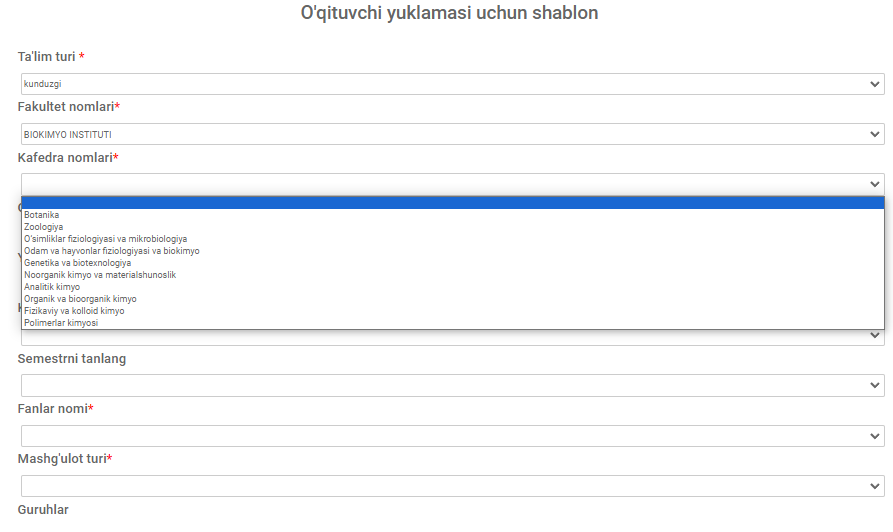 O'qituvchi yuklamasi uchun shablon
Ta'lim turi *
kunduzgi
Fakultet nomlari*
BIOKIMYO INSTITUTI
Kafedra nomlari*
Botanika
Zoologiya
O'simliklar fiziologiyasi va mikrobiologiya
Odam va hayvonlar fiziologiyasi va biokimyo
Genetika va biotexnologiya
Noorganik kimyo va materialshunoslik
Analitik kimyo
Organik va bioorganik kimyo
Fizikaviy va kolloid kimyo
Polimerlar kimyosi
Semestrni tanlang
Fanlar nomi*
Mashg'ulot turi*
Guruhlar